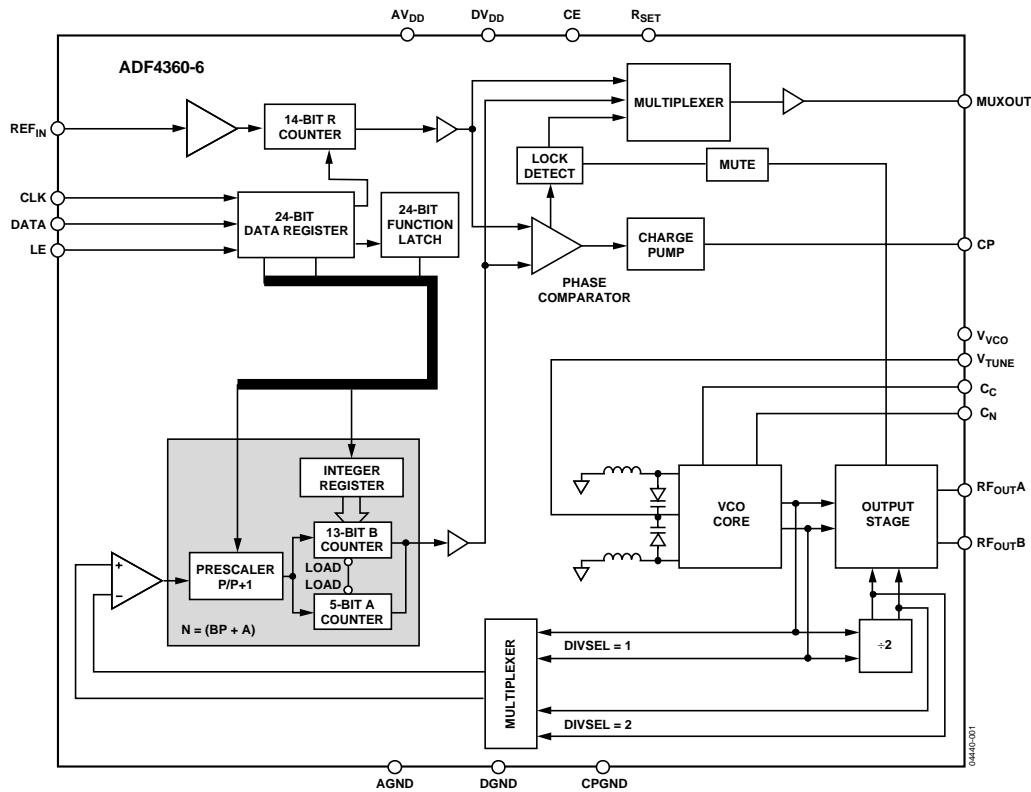 AVDD DVDD CE RSET
ADF4360-6
MULTIPLEXER
MUXOUT
REFIN
14-BIT R
COUNTER
LOCK
DETECT
MUTE
CLK
DATA
LE
24-BIT
DATA REGISTER
24-BIT
FUNCTION
LATCH
CHARGE
PUMP
CP
PHASE
COMPARATOR
VVCO
VTUNE
CC
CN
INTEGER
REGISTER
13-BIT B
COUNTER
LOAD
LOAD
5-BIT A
COUNTER
PRESCALER
P/P+1
+
−
N = (BP + A)
VCO
CORE
OUTPUT
STAGE
RFOUTA
RFOUTB
MULTIPLEXER
DIVSEL = 1
÷2
DIVSEL = 2
04440-001
AGND DGND CPGND